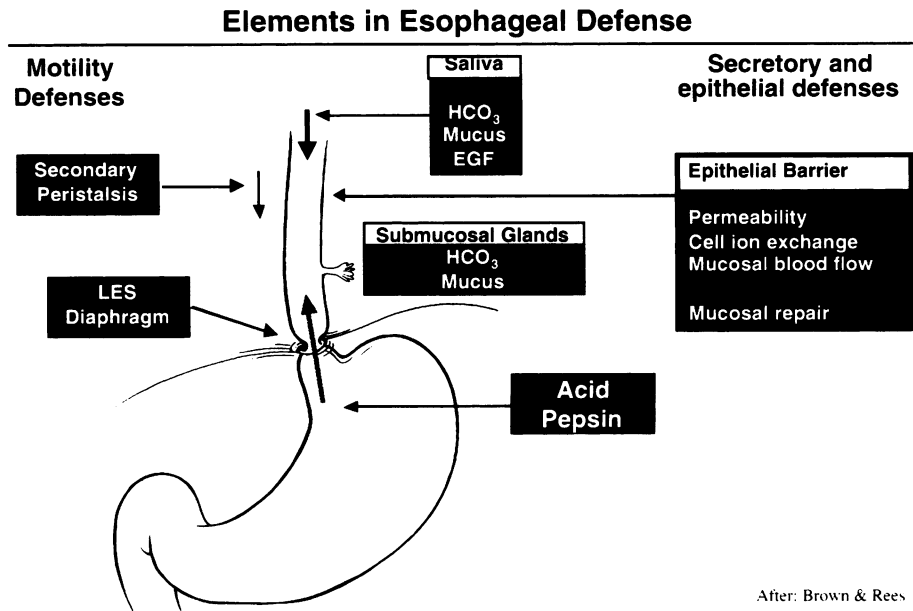 Elements in Esophageal Defense
Motility
Defenses
Secondary
Peristalsis
LES
Diaphragm
Saliva
HCO3
Mucus
EGF
Submucosal Glands
HCO3
Mucus
Acid
Pepsin
Secretory and
epithelial defenses
Epithelial Barrier
Permeability
Cell ion exchange
Mucosal blood flow
Mucosal repair
After: Brown & Rees